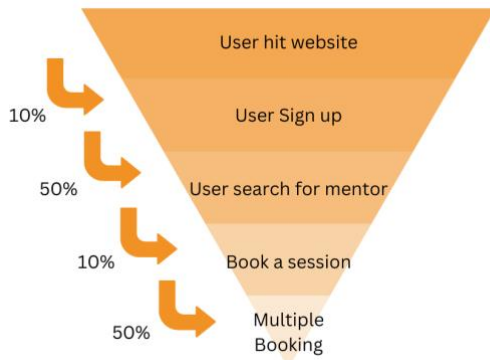 User hit website
10%
User Sign up
50%
User search for mentor
10%
Book a session
50%
Multiple
Booking